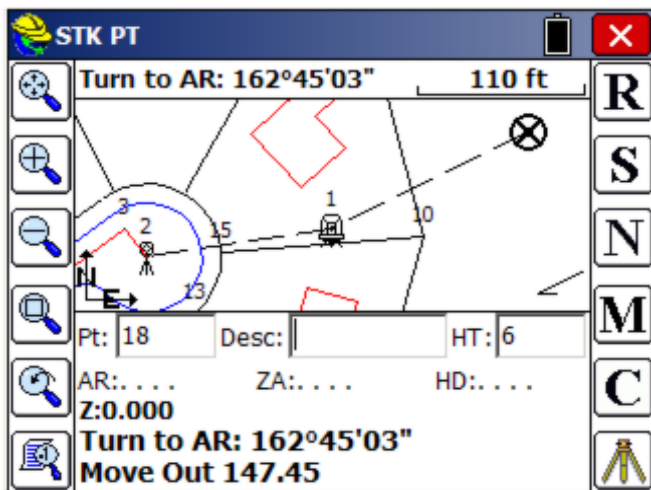 STK PT
Turn to AR: 162°45'03" 110 ft
R
S
N
M
C
3
2
15
1
10
13
N
E
Pt: 18 Desc: HT: 6
AR:. . . . ZA:. . . . HD:. . . .
Z:0.000
Turn to AR: 162°45'03"
Move Out 147.45